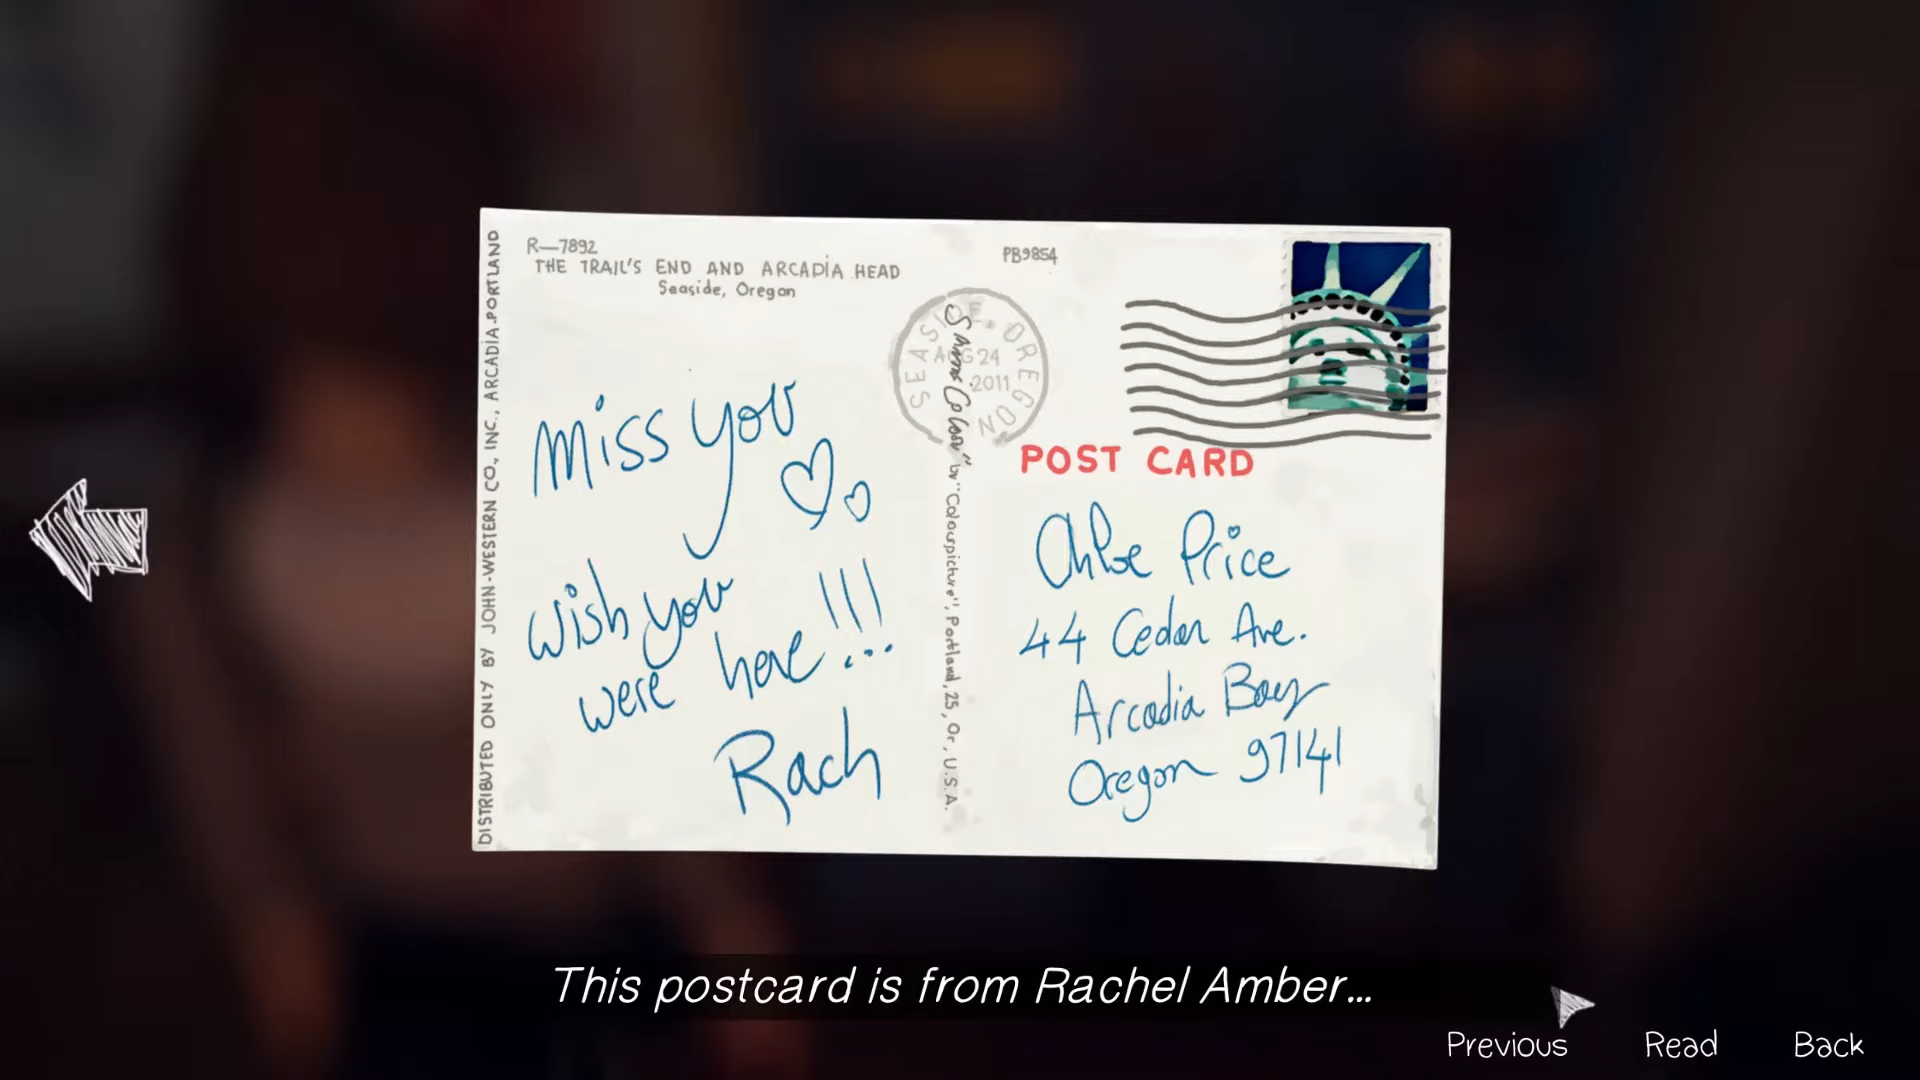 R—7892
THE TRAIL'S END AND ARCADIA HEAD
Seaside, Oregon
PB9854
DISTRIBUTED ONLY BY JOHN-WESTERN CO., INC., ARCADIA-PORTLAND
SEASIDE, OREGON
AUG 24
2011
by "Colourpicture", Portland, 25, Or, U.S.A.
POST CARD
Miss you
wish you
were here!!!
Rach
Chloe Price
44 Cedar Ave.
Arcadia Bay
Oregon 97141
This postcard is from Rachel Amber...
Previous
Read
Back